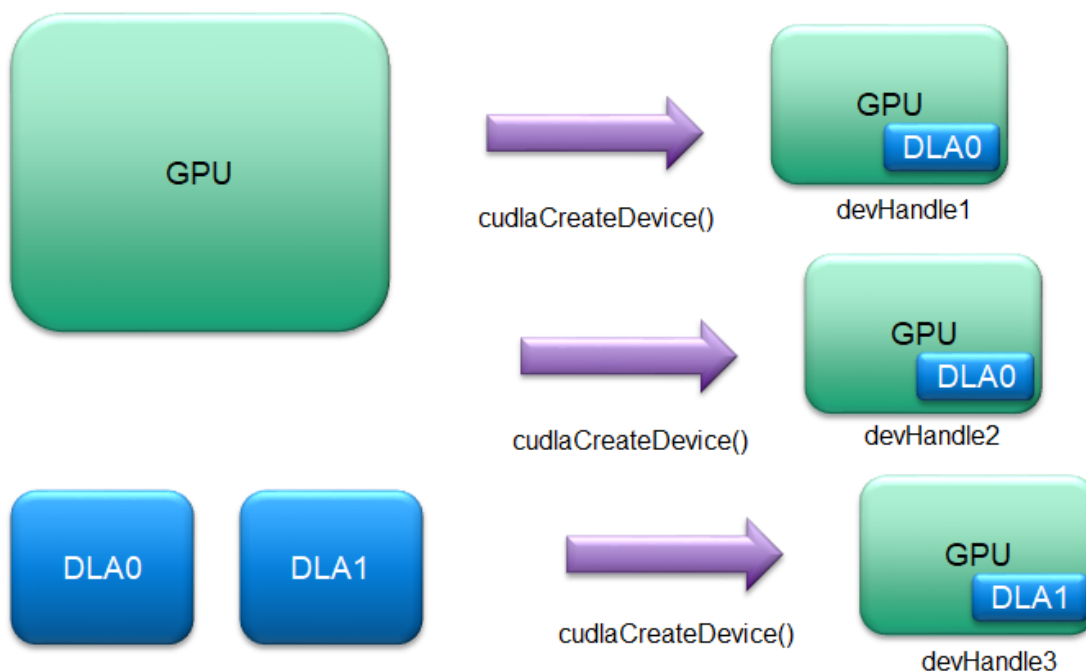 GPU
GPU
DLA0
devHandle1
cudlaCreateDevice()
GPU
DLA0
devHandle2
cudlaCreateDevice()
DLA0
DLA1
GPU
DLA1
cudlaCreateDevice()
devHandle3